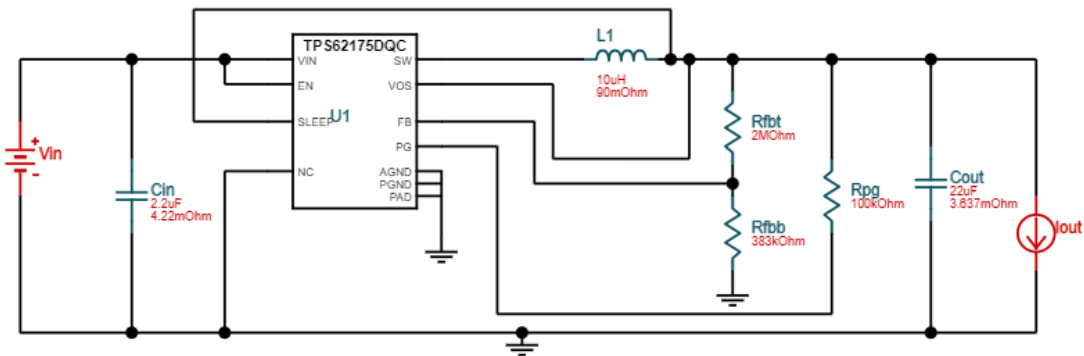 TPS62175DQC
VIN
SW
EN
VOS
SLEEP
U1
FB
PG
NC
AGND
PGND
PAD
L1
10uH
90mOhm
+
Vin
-
Cin
2.2uF
4.22mOhm
Rfbt
2MOhm
Rfbb
383kOhm
Rpg
100kOhm
Cout
22uF
3.637mOhm
Iout